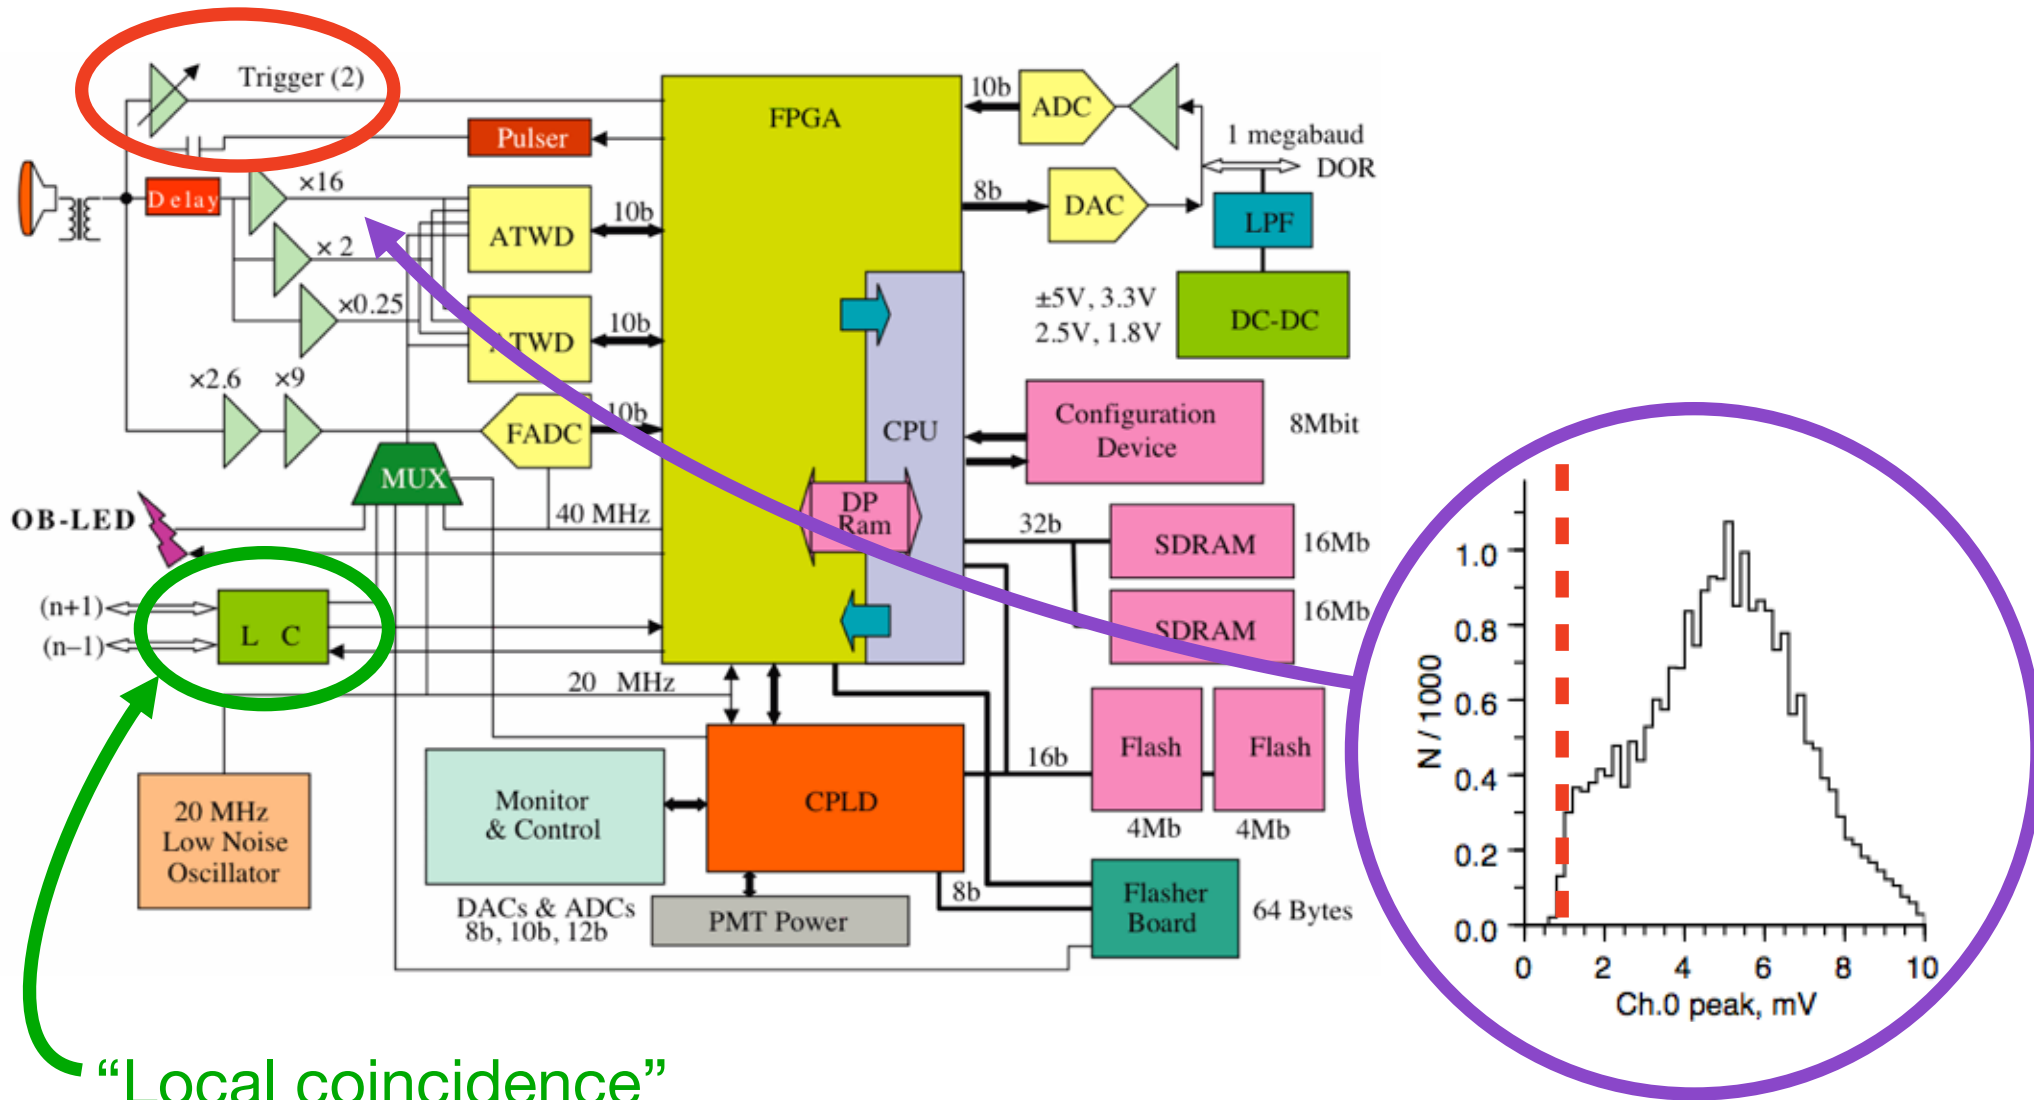 Trigger (2)
FPGA
10b
ADC
1 megabaud
DOR
Pulser
Delay
×16
ATWD
10b
8b
DAC
LPF
× 2
×0.25
ATWD
10b
±5V, 3.3V
2.5V, 1.8V
DC-DC
×2.6
×9
FADC
10b
CPU
Configuration
Device
8Mbit
MUX
OB-LED
40 MHz
DP
Ram
32b
SDRAM
16Mb
(n+1)
(n–1)
L C
SDRAM
16Mb
20 MHz
20 MHz
Low Noise
Oscillator
Monitor
& Control
CPLD
16b
Flash
Flash
4Mb
4Mb
DACs & ADCs
8b, 10b, 12b
PMT Power
8b
Flasher
Board
64 Bytes
N / 1000
1.0
0.8
0.6
0.4
0.2
0.0
0 2 4 6 8 10
Ch.0 peak, mV
“Local coincidence”